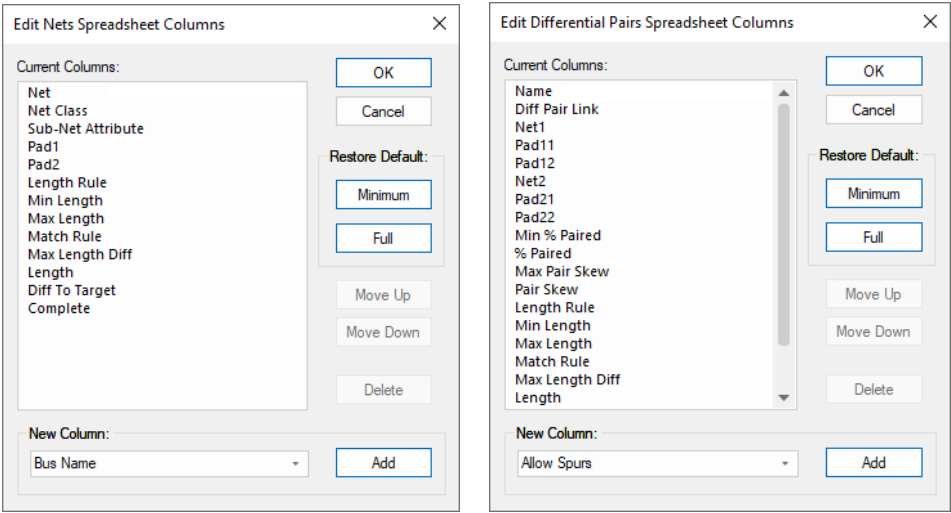 Edit Nets Spreadsheet Columns
Current Columns:
Net
Net Class
Sub-Net Attribute
Pad1
Pad2
Length Rule
Min Length
Max Length
Match Rule
Max Length Diff
Length
Diff To Target
Complete
OK
Cancel
Restore Default:
Minimum
Full
Move Up
Move Down
Delete
New Column:
Bus Name
Add
Edit Differential Pairs Spreadsheet Columns
Current Columns:
Name
Diff Pair Link
Net1
Pad11
Pad12
Net2
Pad21
Pad22
Min % Paired
% Paired
Max Pair Skew
Pair Skew
Length Rule
Min Length
Max Length
Match Rule
Max Length Diff
Length
OK
Cancel
Restore Default:
Minimum
Full
Move Up
Move Down
Delete
New Column:
Allow Spurs
Add